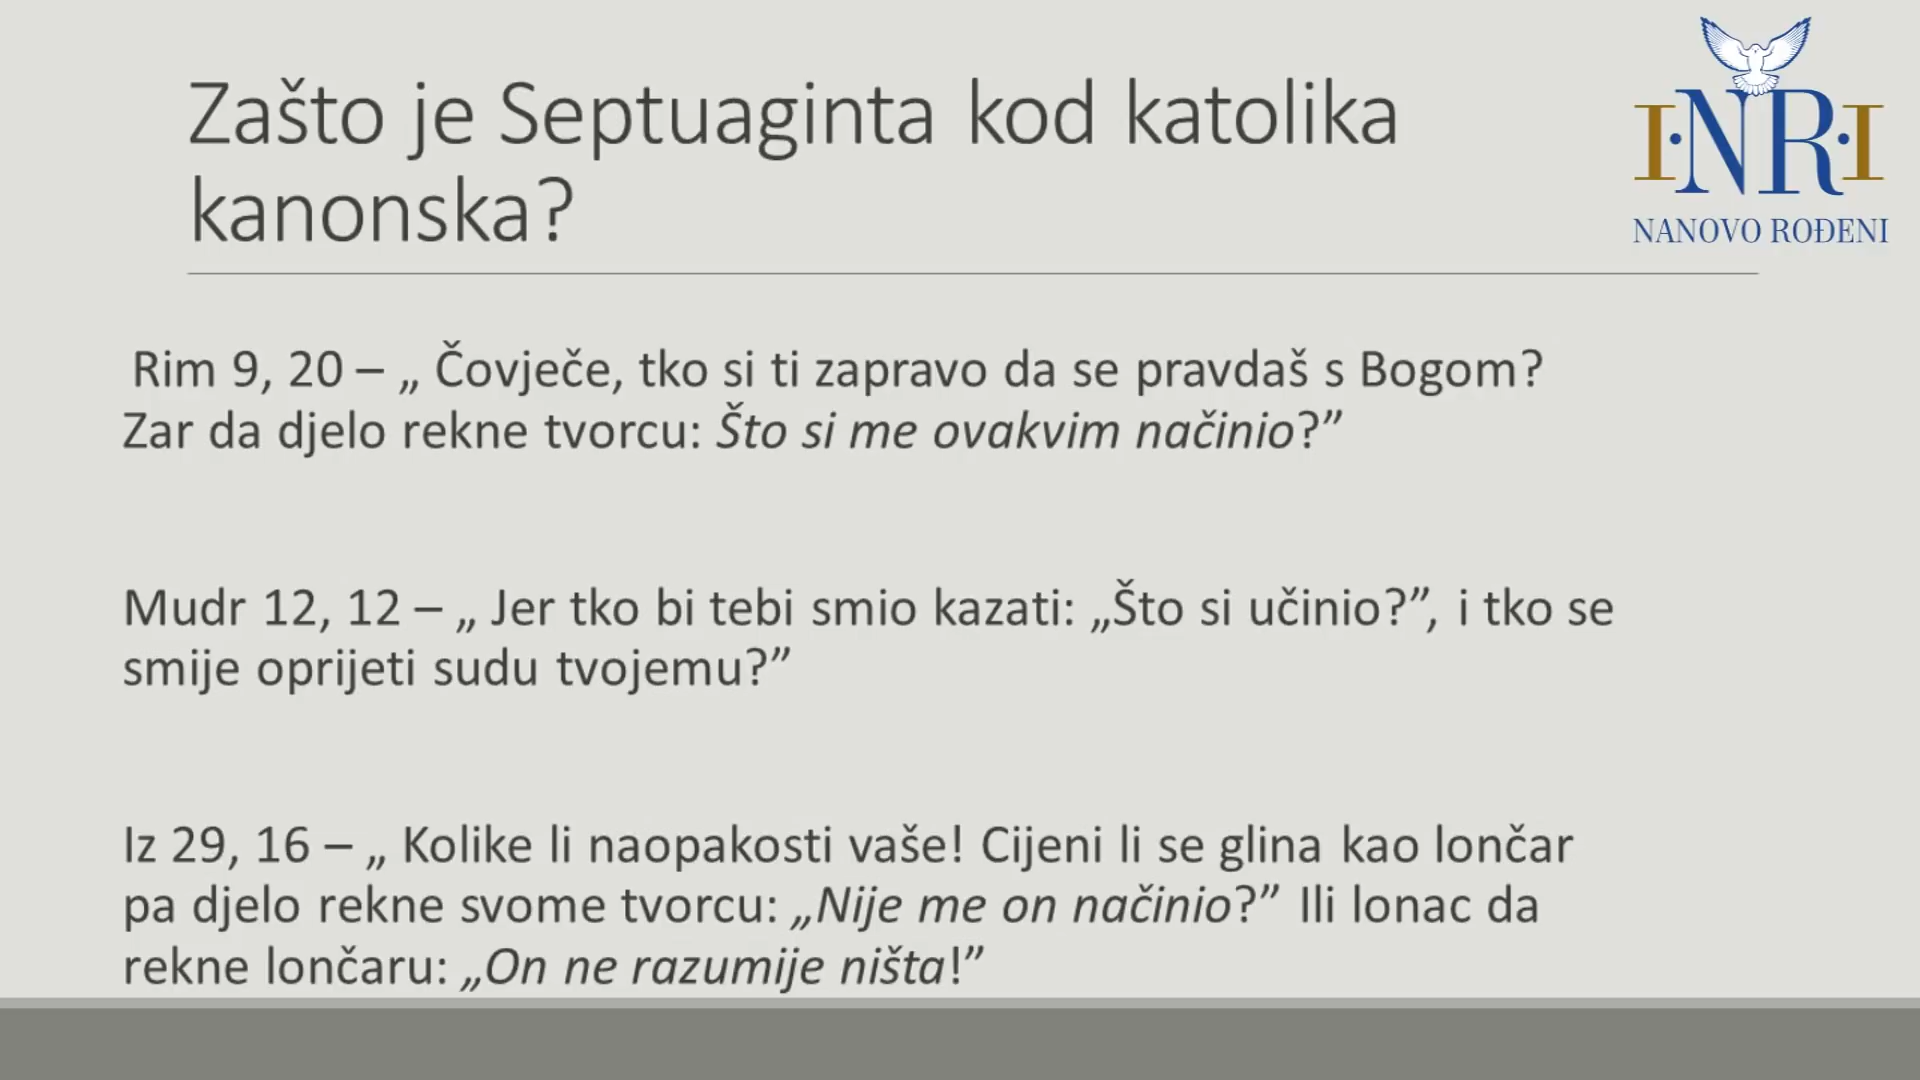 Zašto je Septuaginta kod katolika
kanonska?
I·NR·I
NANOVO ROĐENI
Rim 9, 20 – „ Čovječe, tko si ti zapravo da se pravdaš s Bogom?
Zar da djelo rekne tvorcu: Što si me ovakvim načinio?”
Mudr 12, 12 – „ Jer tko bi tebi smio kazati: „Što si učinio?”, i tko se
smije oprijeti sudu tvojemu?”
Iz 29, 16 – „ Kolike li naopakosti vaše! Cijeni li se glina kao lončar
pa djelo rekne svome tvorcu: „Nije me on načinio?” Ili lonac da
rekne lončaru: „On ne razumije ništa!”